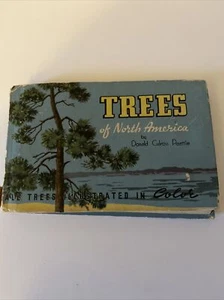 TREES
of North America
by
Donald Culross Peattie
TREES ILLUSTRATED IN Color